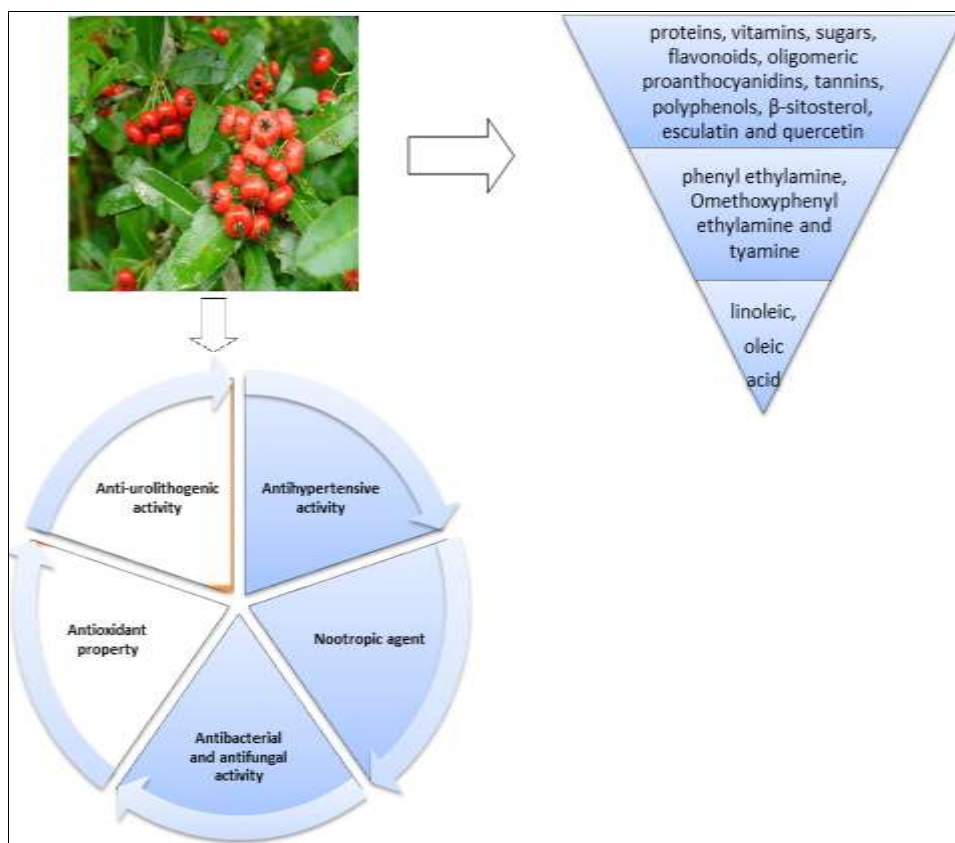 proteins, vitamins, sugars,
flavonoids, oligomeric
proanthocyanidins, tannins,
polyphenols, β-sitosterol,
esculatin and quercetin
phenyl ethylamine,
Omethoxyphenyl
ethylamine and
tyamine
linoleic,
oleic
acid
Anti-urolithogenic
activity
Antihypertensive
activity
Antioxidant
property
Nootropic agent
Antibacterial
and antifungal
activity